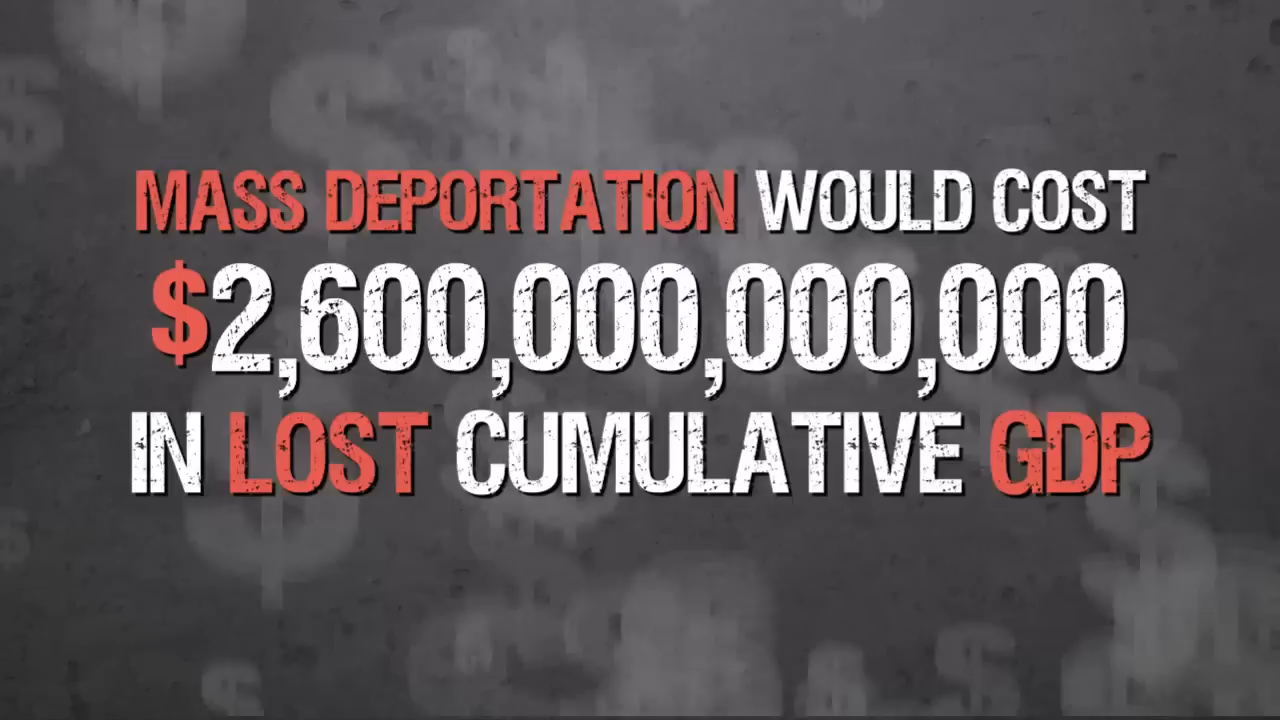 MASS DEPORTATION WOULD COST
$2,600,000,000,000
IN LOST CUMULATIVE GDP